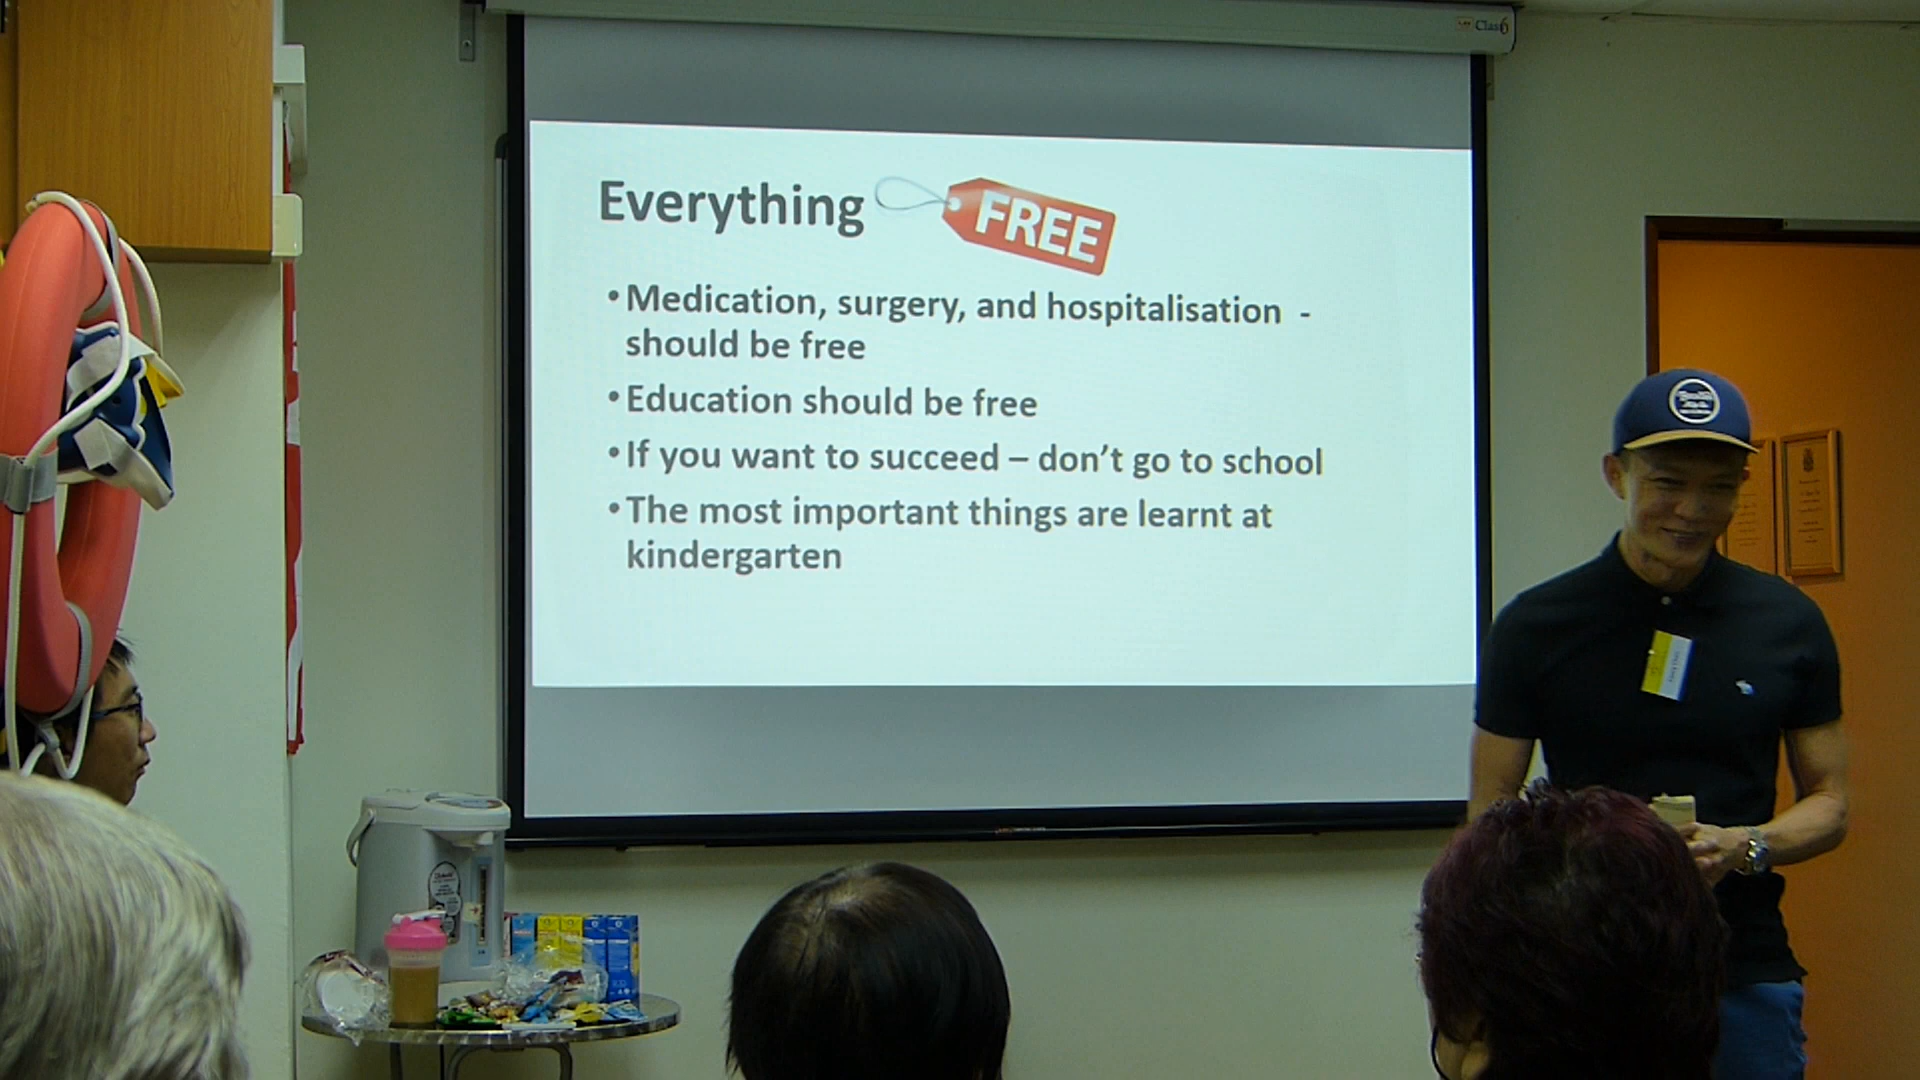 Class6
Everything FREE
•Medication, surgery, and hospitalisation -
should be free
•Education should be free
•If you want to succeed – don't go to school
•The most important things are learnt at
kindergarten